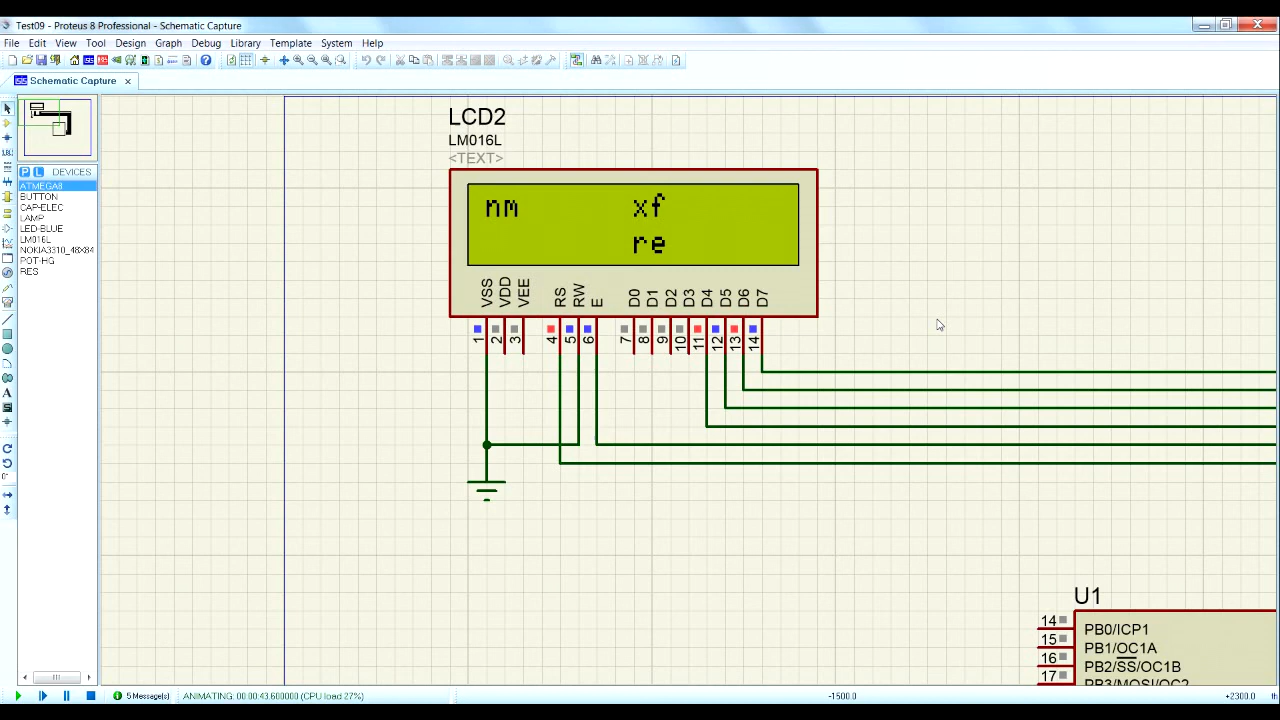 Test09 - Proteus 8 Professional - Schematic Capture
File Edit View Tool Design Graph Debug Library Template System Help
Schematic Capture
P L DEVICES
ATMEGA8
BUTTON
CAP-ELEC
LAMP
LED-BLUE
LM016L
NOKIA3310_48X84
POT-HG
RES
LCD2
LM016L
<TEXT>
nm xf
re
VSS VDD VEE RS RW E D0 D1 D2 D3 D4 D5 D6 D7
1 2 3 4 5 6 7 8 9 10 11 12 13 14
U1
14 PB0/ICP1
15 PB1/OC1A
16 PB2/SS/OC1B
17 PB3/MOSI/OC2
5 Message(s) ANIMATING: 00:00:43.600000 (CPU load 27%) -1500.0 +2300.0 th